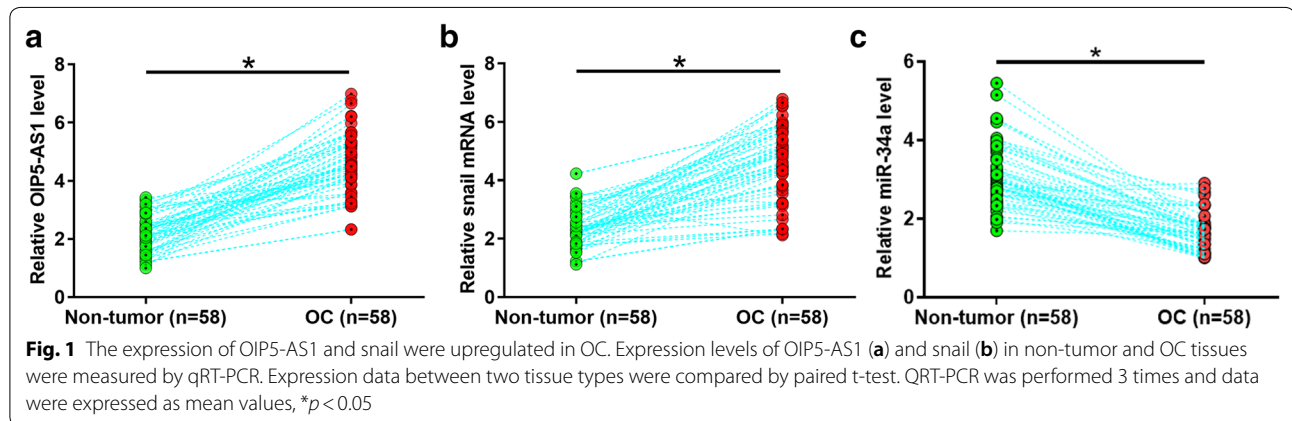 a
*
8
6
4
2
0
Relative OIP5-AS1 level
Non-tumor (n=58) OC (n=58)
b
*
8
6
4
2
0
Relative snail mRNA level
Non-tumor (n=58) OC (n=58)
c
*
6
4
2
0
Relative miR-34a level
Non-tumor (n=58) OC (n=58)
Fig. 1 The expression of OIP5-AS1 and snail were upregulated in OC. Expression levels of OIP5-AS1 (a) and snail (b) in non-tumor and OC tissues
were measured by qRT-PCR. Expression data between two tissue types were compared by paired t-test. QRT-PCR was performed 3 times and data
were expressed as mean values, *p < 0.05